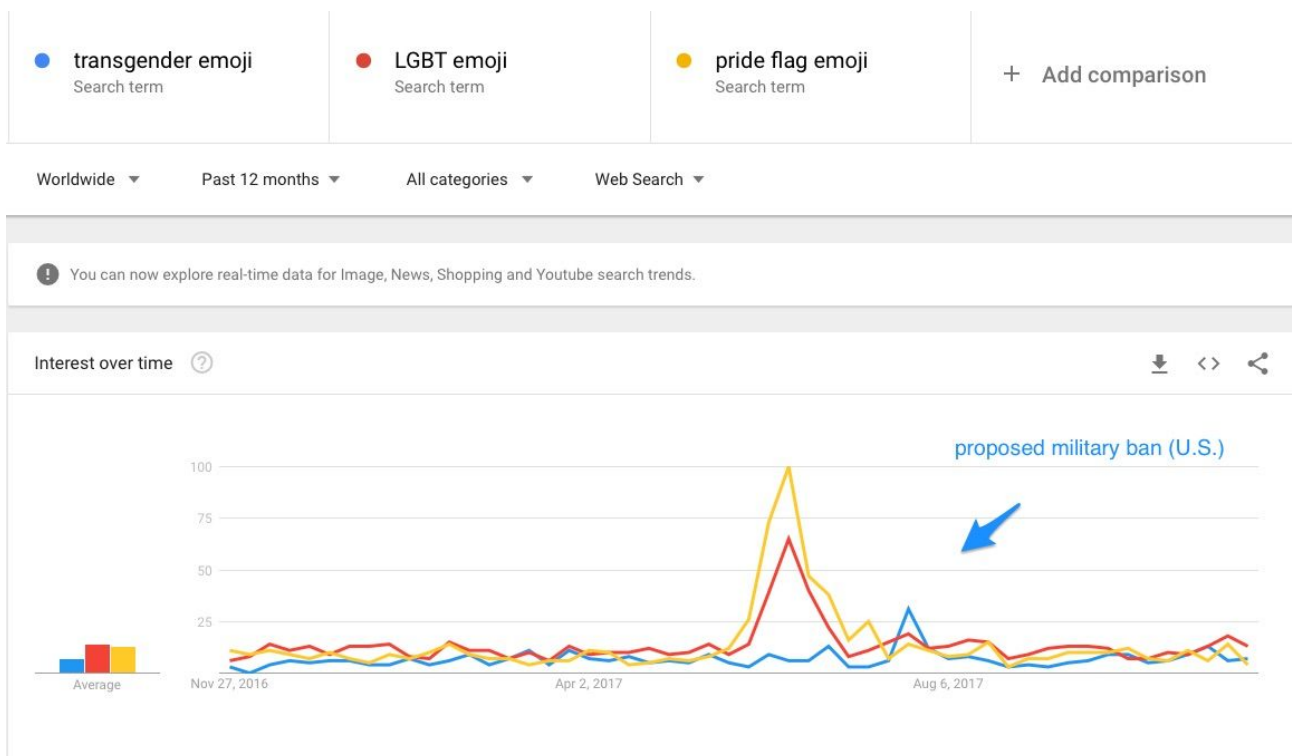 transgender emoji
Search term
LGBT emoji
Search term
pride flag emoji
Search term
+ Add comparison
Worldwide
Past 12 months
All categories
Web Search
You can now explore real-time data for Image, News, Shopping and Youtube search trends.
Interest over time
proposed military ban (U.S.)
100
75
50
25
Average
Nov 27, 2016
Apr 2, 2017
Aug 6, 2017